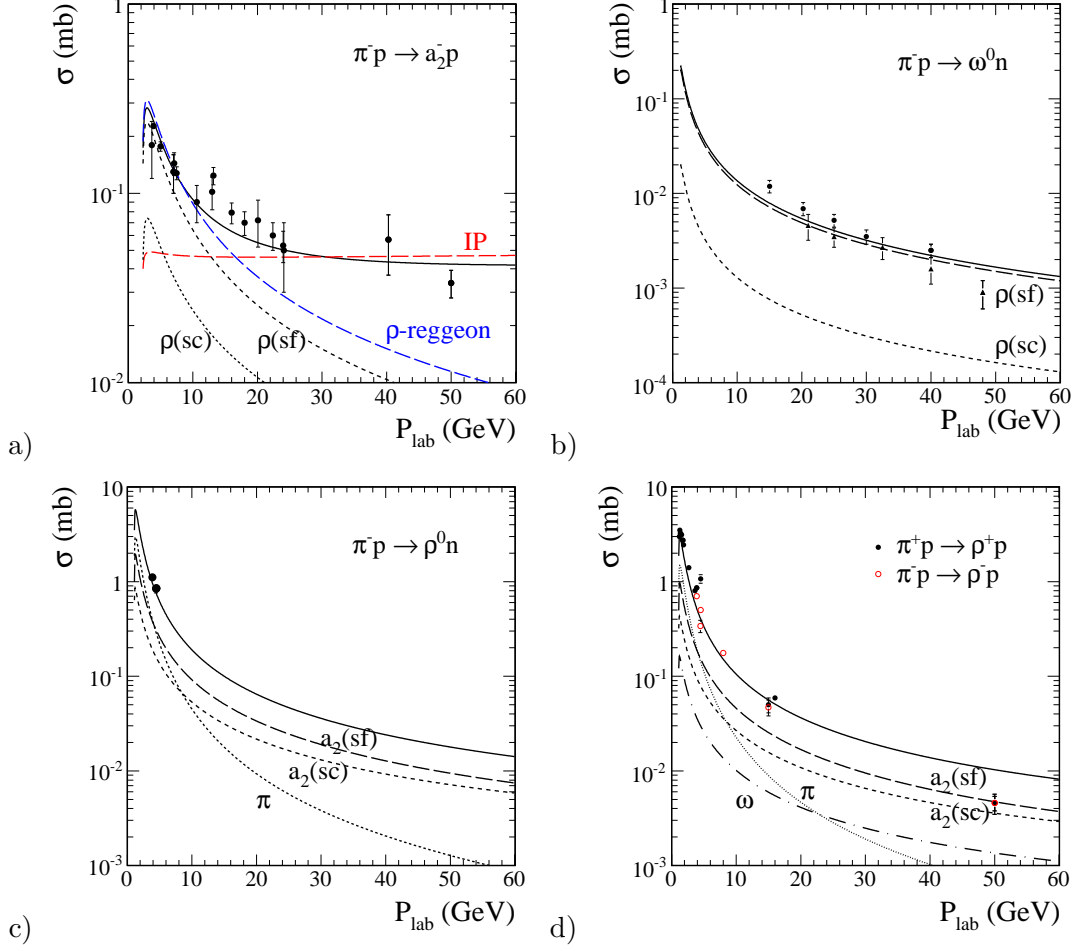 σ (mb)
1
10⁻¹
10⁻²
π⁻p → a₂⁻p
IP
ρ(sc)
ρ(sf)
ρ-reggeon
0 10 20 30 40 50 60
P_lab (GeV)
a)
σ (mb)
1
10⁻¹
10⁻²
10⁻³
10⁻⁴
π⁻p → ω⁰n
ρ(sf)
ρ(sc)
0 10 20 30 40 50 60
P_lab (GeV)
b)
σ (mb)
10
1
10⁻¹
10⁻²
10⁻³
π⁻p → ρ⁰n
a₂(sf)
a₂(sc)
π
0 10 20 30 40 50 60
P_lab (GeV)
c)
σ (mb)
10
1
10⁻¹
10⁻²
10⁻³
π⁺p → ρ⁺p
π⁻p → ρ⁻p
a₂(sf)
a₂(sc)
π
ω
0 10 20 30 40 50 60
P_lab (GeV)
d)